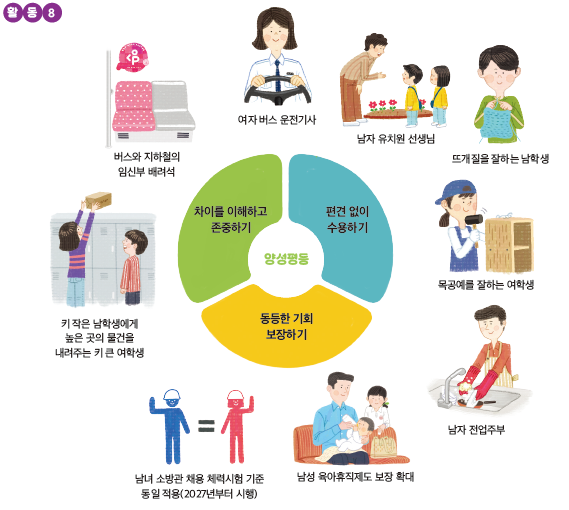 활동 8
여자 버스 운전기사
남자 유치원 선생님
뜨개질을 잘하는 남학생
버스와 지하철의
임신부 배려석
차이를 이해하고
존중하기
편견 없이
수용하기
양성평등
동등한 기회
보장하기
목공예를 잘하는 여학생
키 작은 남학생에게
높은 곳의 물건을
내려주는 키 큰 여학생
남자 전업주부
남녀 소방관 채용 체력시험 기준
동일 적용(2027년부터 시행)
남성 육아휴직제도 보장 확대